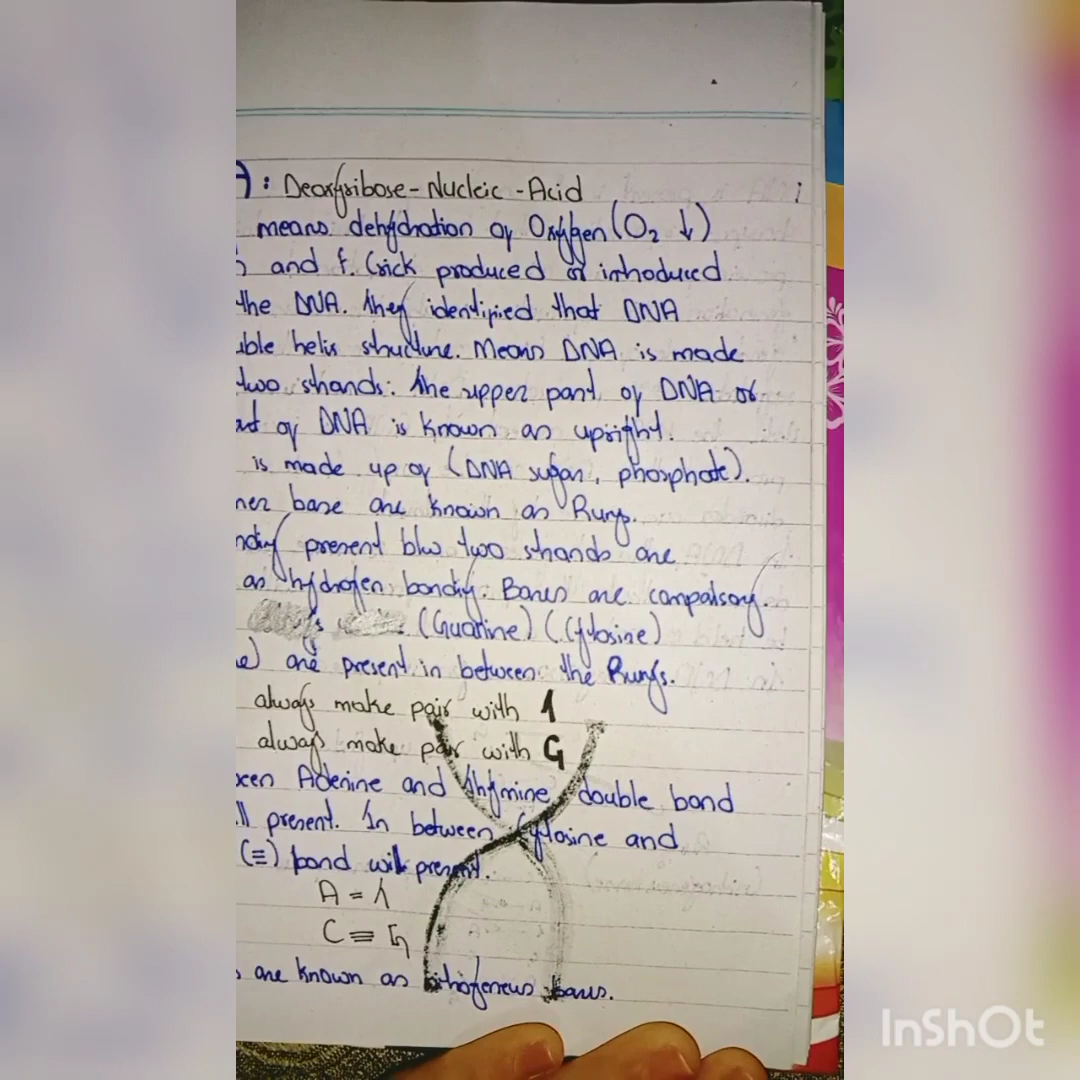 A: Deoxyribose-Nucleic-Acid
means dehydration of Oxygen (O₂ ↓)
and F. Crick produced or introduced
the DNA. They identified that DNA
uble helix structure. Means DNA is made
two strands. The upper part of DNA or
of DNA is known as upright.
is made up of (DNA sugar, phosphate).
ner base are known as Rungs.
nding present b/w two strands are
as hydrogen bonding. Bases are compalsory.
(Guanine) (Cytosine)
e) are present in between the Rungs.
always make pair with T
always make pair with G
een Adenine and Thymine double bond
ll present. In between Cytosine and
(≡) bond will present.
A = T
C ≡ G
s are known as nitrogeneus bases.
InShOt